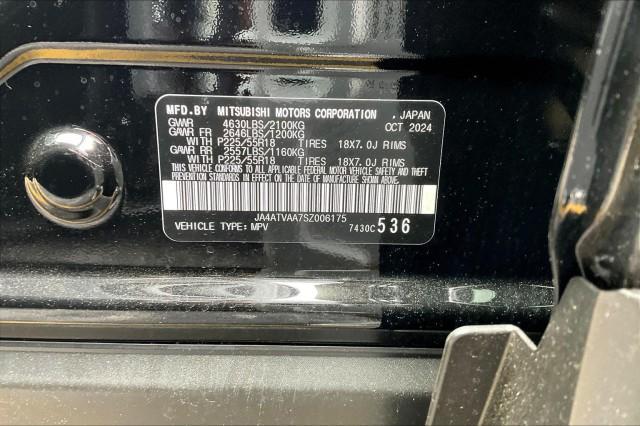 MFD.BY MITSUBISHI MOTORS CORPORATION , JAPAN
GVWR 4630LBS/2100KG OCT 2024
GAWR FR 2646LBS/1200KG
WITH P225/55R18 TIRES 18X7.0J RIMS
GAWR RR 2557LBS/1160KG
WITH P225/55R18 TIRES 18X7.0J RIMS
THIS VEHICLE CONFORMS TO ALL APPLICABLE FEDERAL MOTOR VEHICLE SAFETY, BUMPER AND THEFT
PREVENTION STANDARDS IN EFFECT ON THE DATE OF MANUFACTURE SHOWN ABOVE.
JA4ATVAA7SZ006175
VEHICLE TYPE: MPV 7430C 536